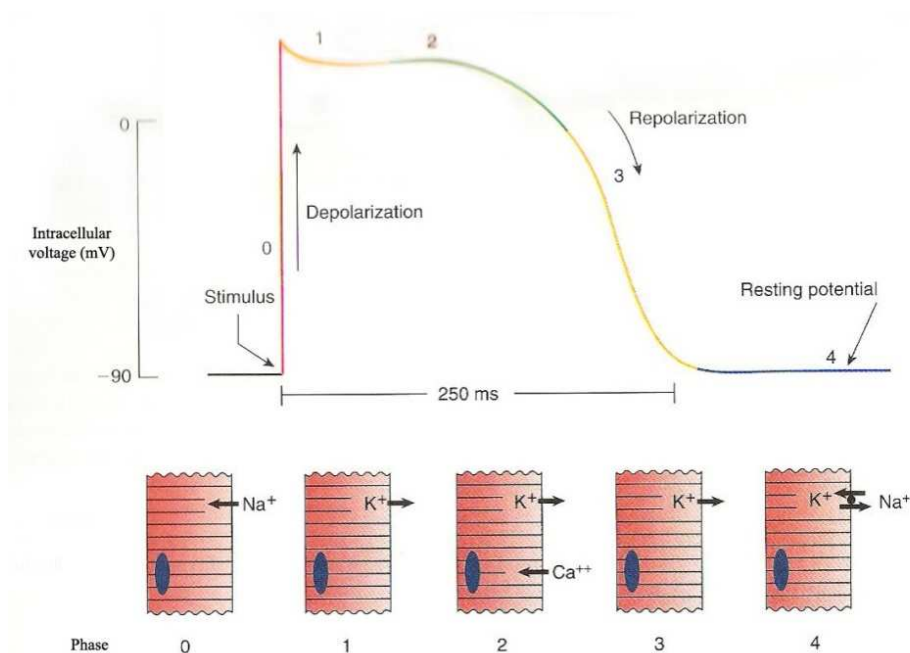 1
2
0
Repolarization
3
Depolarization
Intracellular
voltage (mV)
0
Stimulus
Resting potential
4
−90
250 ms
Na+
K+
K+
K+
K+
Na+
Ca++
Phase 0 1 2 3 4